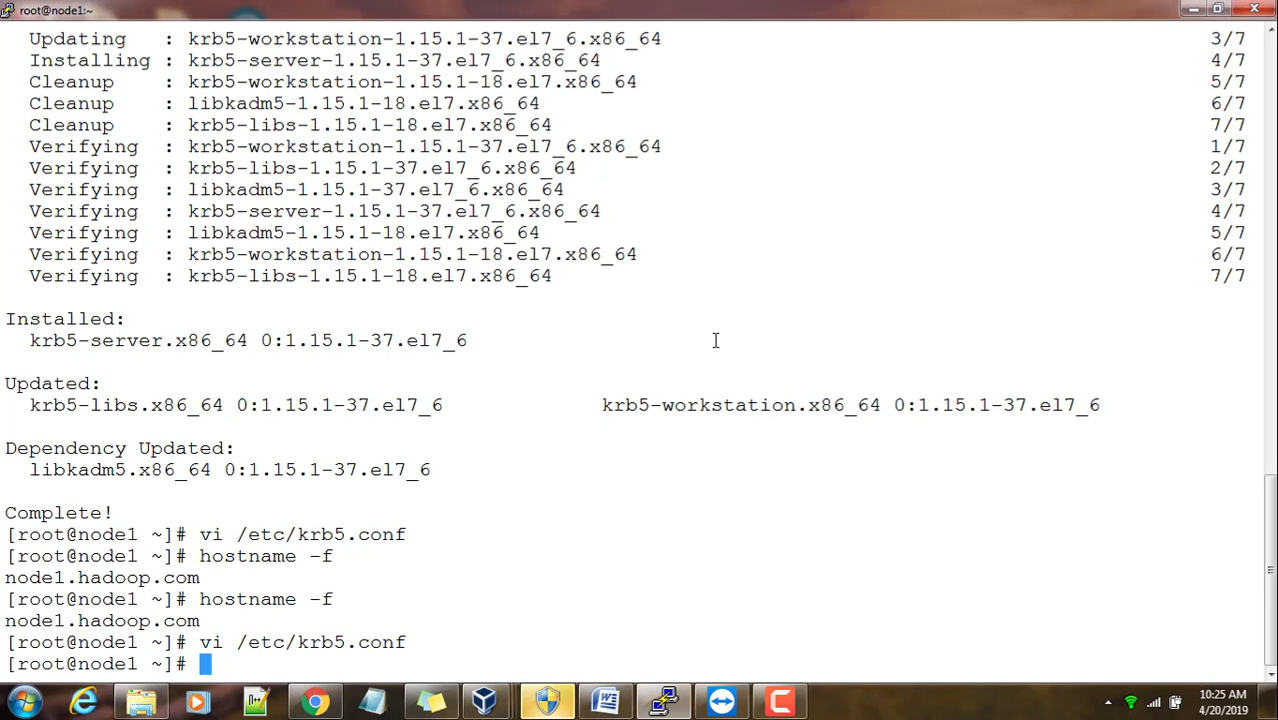 root@node1:~
Updating : krb5-workstation-1.15.1-37.el7_6.x86_64 3/7
Installing : krb5-server-1.15.1-37.el7_6.x86_64 4/7
Cleanup : krb5-workstation-1.15.1-18.el7.x86_64 5/7
Cleanup : libkadm5-1.15.1-18.el7.x86_64 6/7
Cleanup : krb5-libs-1.15.1-18.el7.x86_64 7/7
Verifying : krb5-workstation-1.15.1-37.el7_6.x86_64 1/7
Verifying : krb5-libs-1.15.1-37.el7_6.x86_64 2/7
Verifying : libkadm5-1.15.1-37.el7_6.x86_64 3/7
Verifying : krb5-server-1.15.1-37.el7_6.x86_64 4/7
Verifying : libkadm5-1.15.1-18.el7.x86_64 5/7
Verifying : krb5-workstation-1.15.1-18.el7.x86_64 6/7
Verifying : krb5-libs-1.15.1-18.el7.x86_64 7/7
Installed:
krb5-server.x86_64 0:1.15.1-37.el7_6
Updated:
krb5-libs.x86_64 0:1.15.1-37.el7_6 krb5-workstation.x86_64 0:1.15.1-37.el7_6
Dependency Updated:
libkadm5.x86_64 0:1.15.1-37.el7_6
Complete!
[root@node1 ~]# vi /etc/krb5.conf
[root@node1 ~]# hostname -f
node1.hadoop.com
[root@node1 ~]# hostname -f
node1.hadoop.com
[root@node1 ~]# vi /etc/krb5.conf
[root@node1 ~]#
10:25 AM
4/20/2019